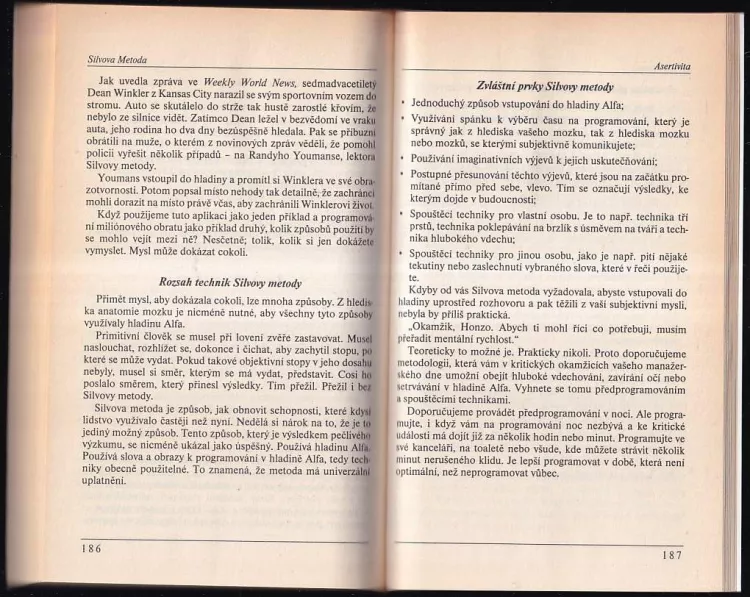 Silvova Metoda
Jak uvedla zpráva ve Weekly World News, sedmadvacetiletý
Dean Winkler z Kansas City narazil se svým sportovním vozem do
stromu. Auto se skutálelo do strže tak hustě zarostlé křovím, že
nebylo ze silnice vidět. Zatímco Dean ležel v bezvědomí ve vraku
auta, jeho rodina ho dva dny bezúspěšně hledala. Pak se příbuzní
obrátili na muže, o kterém z novinových zpráv věděli, že pomohl
policii vyřešit několik případů – na Randyho Youmanse, lektora
Silvovy metody.
Youmans vstoupil do hladiny a promítl si Winklera ve své obra-
zotvornosti. Potom popsal místo nehody tak detailně, že zachránci
mohli dorazit na místo právě včas, aby zachránili Winklerovi život.
Když použijeme tuto aplikaci jako jeden příklad a programová-
ní miliónového obratu jako příklad druhý, kolik způsobů použití by
se mohlo vejít mezi ně? Nesčetně; tolik, kolik si jen dokážete
vymyslet. Mysl může dokázat cokoli.
Rozsah technik Silvovy metody
Přimět mysl, aby dokázala cokoli, lze mnoha způsoby. Z hledis-
ka anatomie mozku je nicméně nutné, aby všechny tyto způsoby
využívaly hladinu Alfa.
Primitivní člověk se musel při lovení zvěře zastavovat. Musel
naslouchat, rozhlížet se, dokonce i čichat, aby zachytil stopu, po
které se může vydat. Pokud takové objektivní stopy v jeho dosahu
nebyly, musel si směr, kterým se má vydat, představit. Cosi ho
poslalo směrem, který přinesl výsledky. Tím přežil. Přežil i bez
Silvovy metody.
Silvova metoda je způsob, jak obnovit schopnosti, které kdysi
lidstvo využívalo častěji než nyní. Nedělá si nárok na to, že je to
jediný možný způsob. Tento způsob, který je výsledkem pečlivého
výzkumu, se nicméně ukázal jako úspěšný. Používá hladinu Alfa.
Používá slova a obrazy k programování v hladině Alfa, tedy tech-
niky obecně použitelné. To znamená, že metoda má univerzální
uplatnění.
186
Asertivita
Zvláštní prvky Silvovy metody
• Jednoduchý způsob vstupování do hladiny Alfa;
• Využívání spánku k výběru času na programování, který je
správný jak z hlediska vašeho mozku, tak z hlediska mozku
nebo mozků, se kterými subjektivně komunikujete;
• Používání imaginativních výjevů k jejich uskutečňování;
• Postupné přesunování těchto výjevů, které jsou na začátku pro-
mítané přímo před sebe, vlevo. Tím se označují výsledky, ke
kterým dojde v budoucnosti;
• Spouštěcí techniky pro vlastní osobu. Je to např. technika tří
prstů, technika poklepávání na brzlík s úsměvem na tváři a tech-
nika hlubokého vdechu;
• Spouštěcí techniky pro jinou osobu, jako je např. pití nějaké
tekutiny nebo zaslechnutí vybraného slova, které v řeči použije-
te.
Kdyby od vás Silvova metoda vyžadovala, abyste vstupovali do
hladiny uprostřed rozhovoru a pak těžili z vaší subjektivní mysli,
nebyla by příliš praktická.
„Okamžik, Honzo. Abych ti mohl říci co potřebuji, musím
přeřadit mentální rychlost.“
Teoreticky to možné je. Prakticky nikoli. Proto doporučujeme
metodologii, která vám v kritických okamžicích vašeho manažer-
ského dne umožní obejít hluboké vdechování, zavírání očí nebo
setrvávání v hladině Alfa. Vyhnete se tomu předprogramováním
a spouštěcími technikami.
Doporučujeme provádět předprogramování v noci. Ale progra-
mujte, i když vám na programování noc nezbývá a ke kritické
události má dojít již za několik hodin nebo minut. Programujte ve
své kanceláři, na toaletě nebo všude, kde můžete strávit několik
minut nerušeného klidu. Je lepší programovat v době, která není
optimální, než neprogramovat vůbec.
187